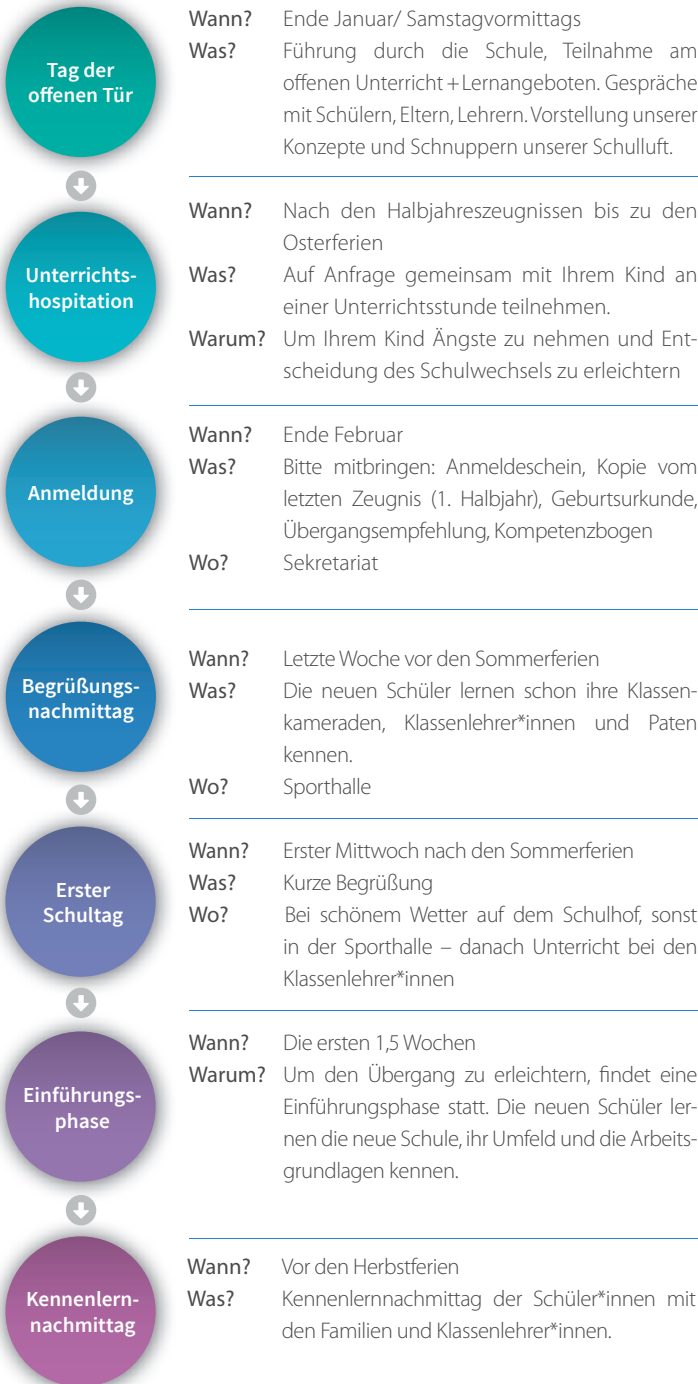 Tag der
offenen Tür
Wann? Ende Januar/ Samstagvormittags
Was? Führung durch die Schule, Teilnahme am
offenen Unterricht + Lernangeboten. Gespräche
mit Schülern, Eltern, Lehrern. Vorstellung unserer
Konzepte und Schnuppern unserer Schulluft.
Unterrichts-
hospitation
Wann? Nach den Halbjahreszeugnissen bis zu den
Osterferien
Was? Auf Anfrage gemeinsam mit Ihrem Kind an
einer Unterrichtsstunde teilnehmen.
Warum? Um Ihrem Kind Ängste zu nehmen und Ent-
scheidung des Schulwechsels zu erleichtern
Anmeldung
Wann? Ende Februar
Was? Bitte mitbringen: Anmeldeschein, Kopie vom
letzten Zeugnis (1. Halbjahr), Geburtsurkunde,
Übergangsempfehlung, Kompetenzbogen
Wo? Sekretariat
Begrüßungs-
nachmittag
Wann? Letzte Woche vor den Sommerferien
Was? Die neuen Schüler lernen schon ihre Klassen-
kameraden, Klassenlehrer*innen und Paten
kennen.
Wo? Sporthalle
Erster
Schultag
Wann? Erster Mittwoch nach den Sommerferien
Was? Kurze Begrüßung
Wo? Bei schönem Wetter auf dem Schulhof, sonst
in der Sporthalle – danach Unterricht bei den
Klassenlehrer*innen
Einführungs-
phase
Wann? Die ersten 1,5 Wochen
Warum? Um den Übergang zu erleichtern, findet eine
Einführungsphase statt. Die neuen Schüler ler-
nen die neue Schule, ihr Umfeld und die Arbeits-
grundlagen kennen.
Kennenlern-
nachmittag
Wann? Vor den Herbstferien
Was? Kennenlernnachmittag der Schüler*innen mit
den Familien und Klassenlehrer*innen.